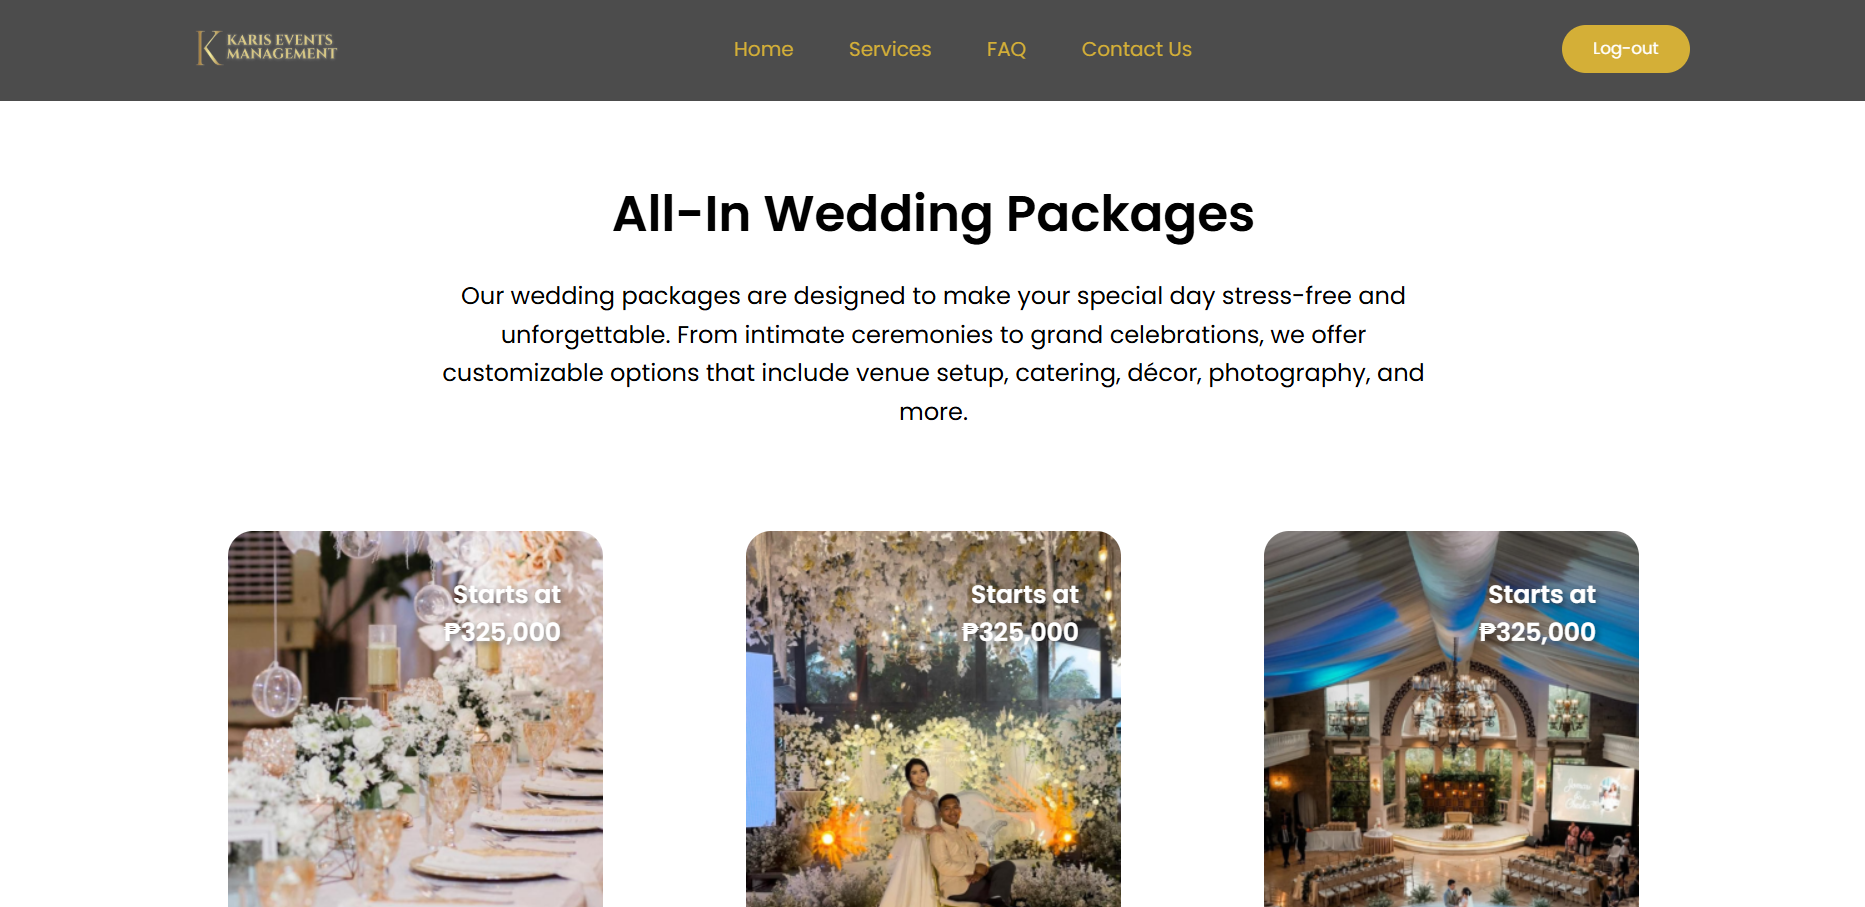 KARIS EVENTS
MANAGEMENT
Home
Services
FAQ
Contact Us
Log-out
All-In Wedding Packages
Our wedding packages are designed to make your special day stress-free and
unforgettable. From intimate ceremonies to grand celebrations, we offer
customizable options that include venue setup, catering, décor, photography, and
more.
Starts at
₱325,000
Starts at
₱325,000
Starts at
₱325,000